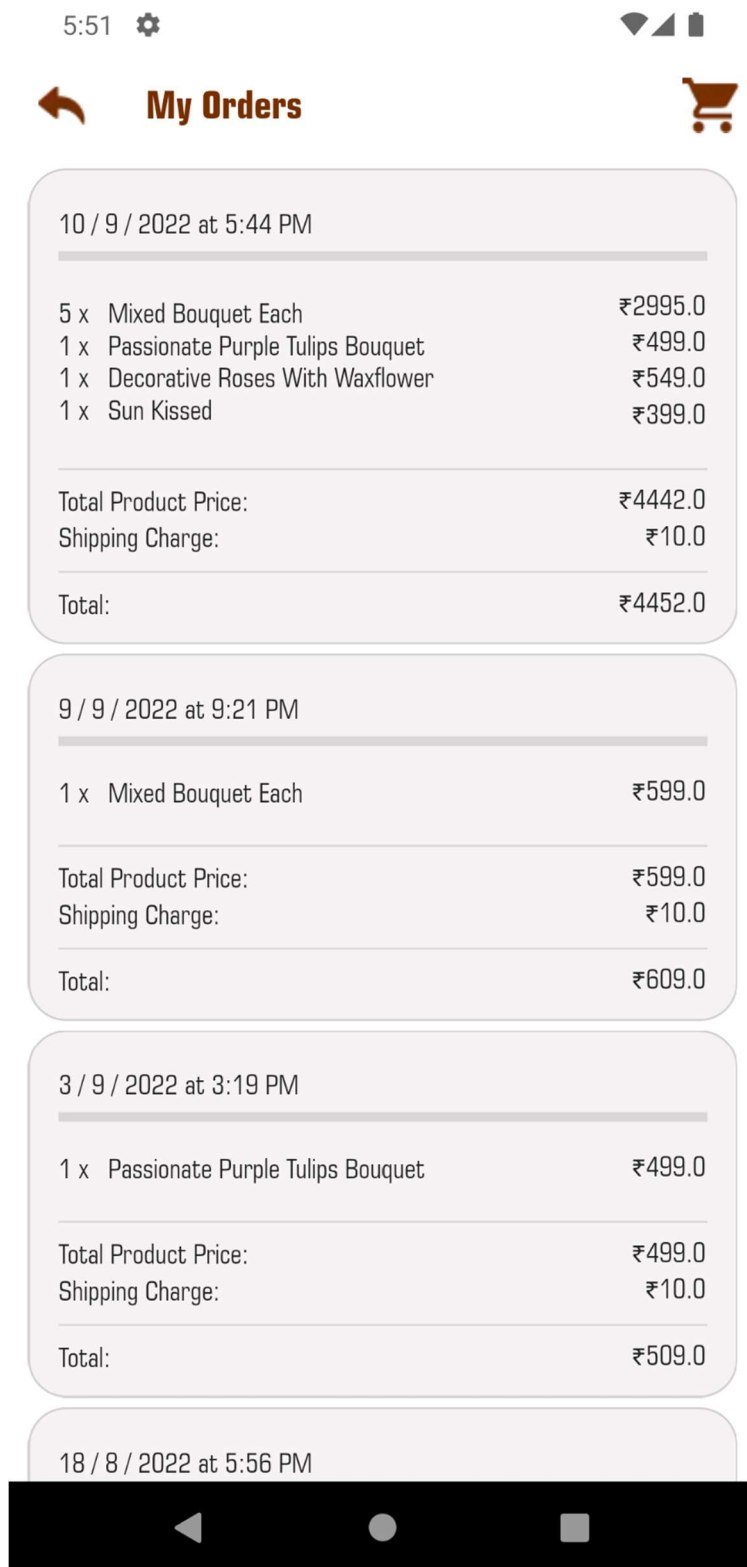 5:51
My Orders
10 / 9 / 2022 at 5:44 PM
5 x Mixed Bouquet Each ₹2995.0
1 x Passionate Purple Tulips Bouquet ₹499.0
1 x Decorative Roses With Waxflower ₹549.0
1 x Sun Kissed ₹399.0
Total Product Price: ₹4442.0
Shipping Charge: ₹10.0
Total: ₹4452.0
9 / 9 / 2022 at 9:21 PM
1 x Mixed Bouquet Each ₹599.0
Total Product Price: ₹599.0
Shipping Charge: ₹10.0
Total: ₹609.0
3 / 9 / 2022 at 3:19 PM
1 x Passionate Purple Tulips Bouquet ₹499.0
Total Product Price: ₹499.0
Shipping Charge: ₹10.0
Total: ₹509.0
18 / 8 / 2022 at 5:56 PM